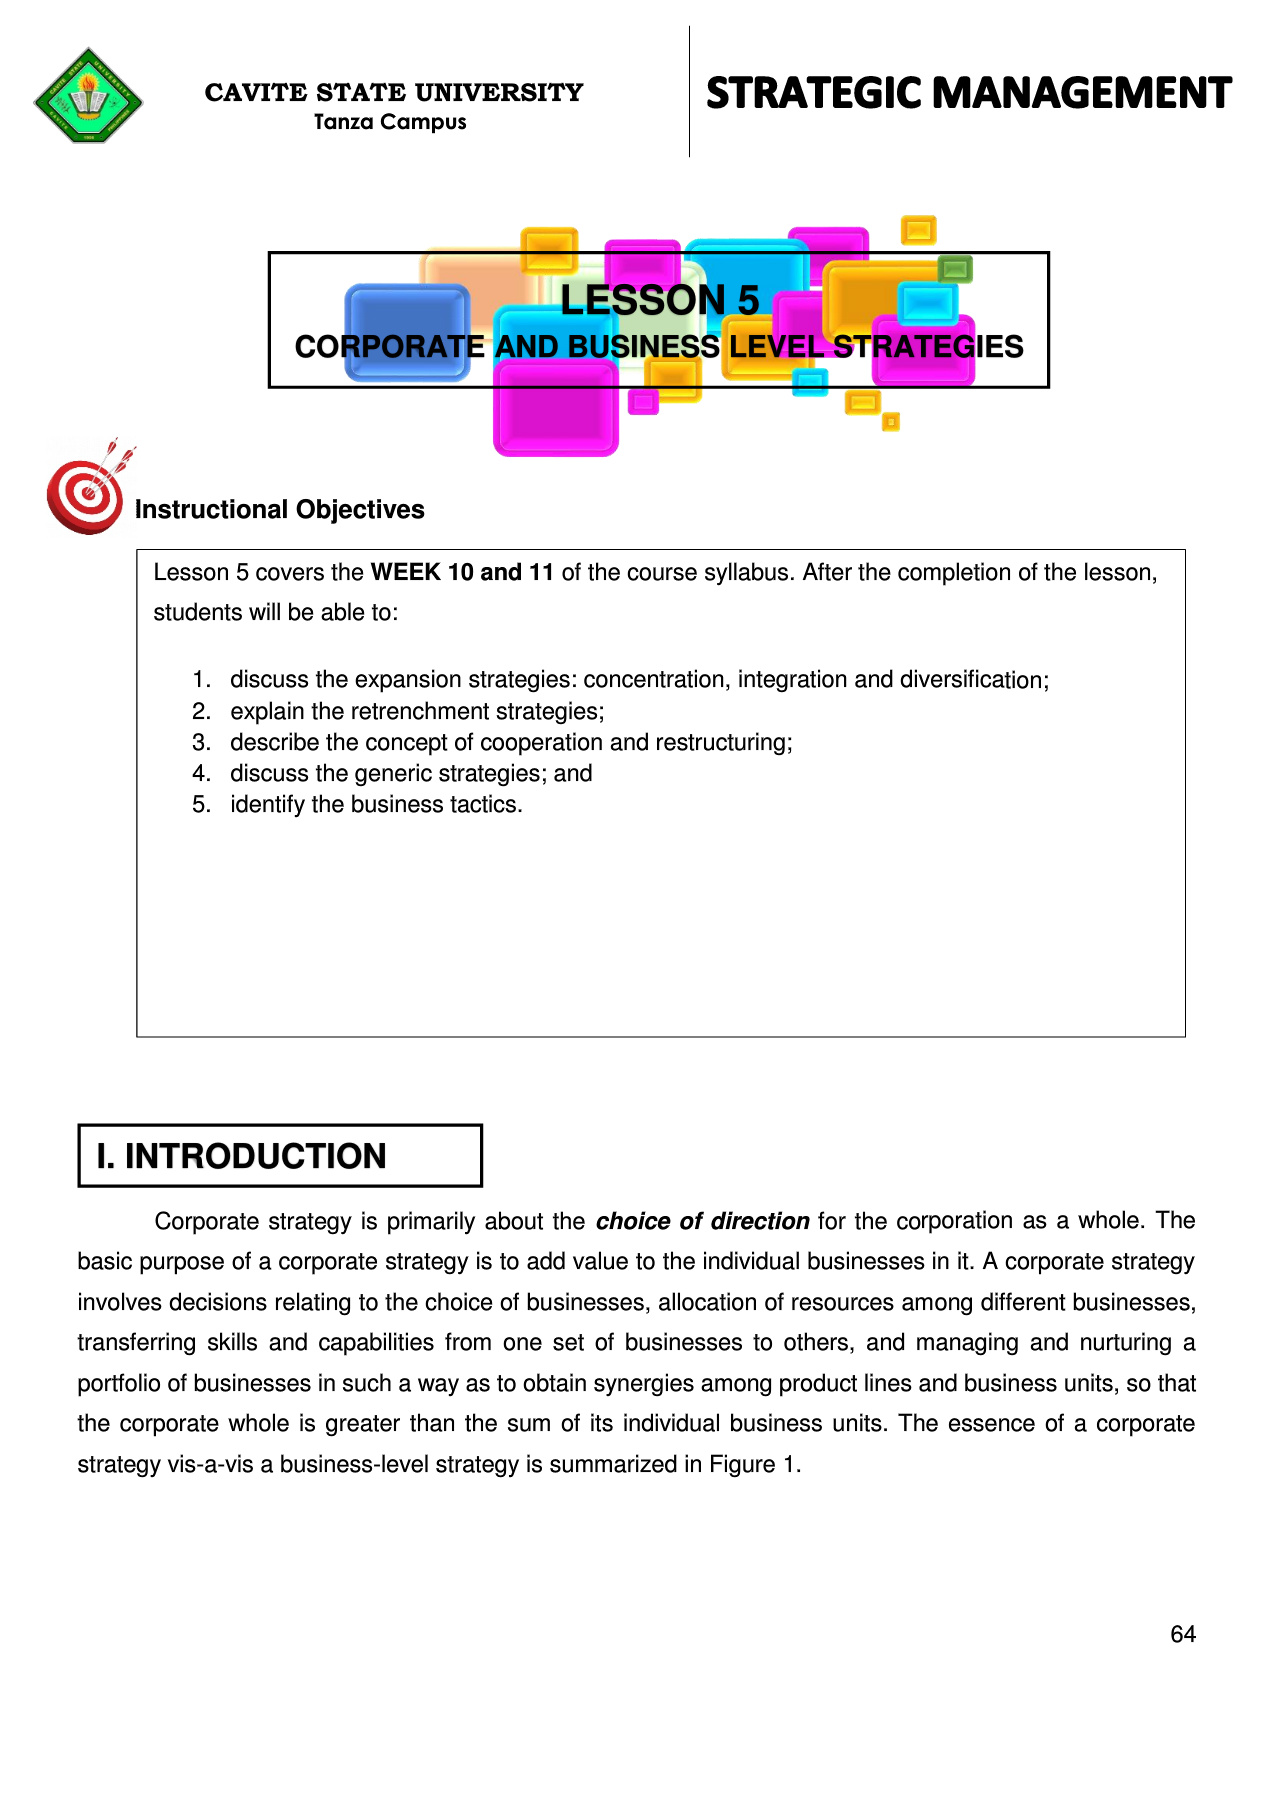 CAVITE STATE UNIVERSITY
Tanza Campus
STRATEGIC MANAGEMENT
LESSON 5
CORPORATE AND BUSINESS LEVEL STRATEGIES
Instructional Objectives
Lesson 5 covers the WEEK 10 and 11 of the course syllabus. After the completion of the lesson,
students will be able to:
1. discuss the expansion strategies: concentration, integration and diversification;
2. explain the retrenchment strategies;
3. describe the concept of cooperation and restructuring;
4. discuss the generic strategies; and
5. identify the business tactics.
I. INTRODUCTION
Corporate strategy is primarily about the choice of direction for the corporation as a whole. The
basic purpose of a corporate strategy is to add value to the individual businesses in it. A corporate strategy
involves decisions relating to the choice of businesses, allocation of resources among different businesses,
transferring skills and capabilities from one set of businesses to others, and managing and nurturing a
portfolio of businesses in such a way as to obtain synergies among product lines and business units, so that
the corporate whole is greater than the sum of its individual business units. The essence of a corporate
strategy vis-a-vis a business-level strategy is summarized in Figure 1.
64